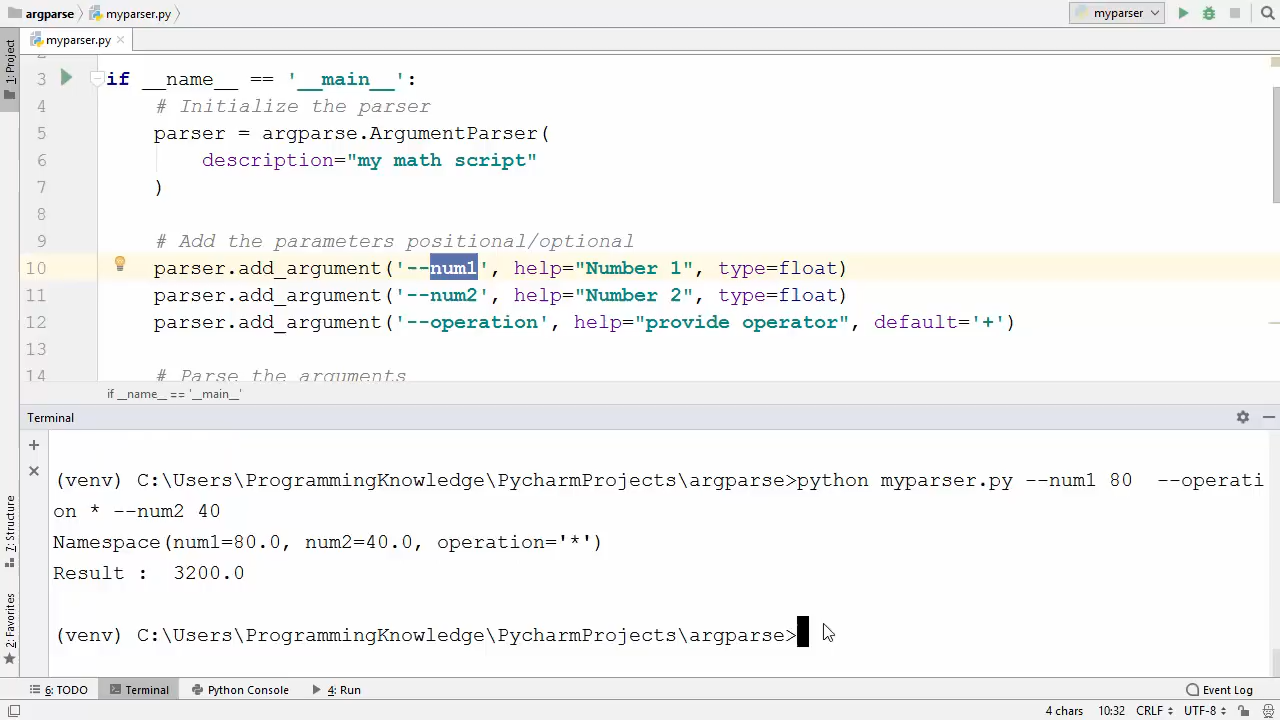 argparse myparser.py myparser
myparser.py
1: Project
3 if __name__ == '__main__':
4 # Initialize the parser
5 parser = argparse.ArgumentParser(
6 description="my math script"
7 )
8
9 # Add the parameters positional/optional
10 parser.add_argument('--num1', help="Number 1", type=float)
11 parser.add_argument('--num2', help="Number 2", type=float)
12 parser.add_argument('--operation', help="provide operator", default='+')
13
14 # Parse the arguments
if __name__ == '__main__'
Terminal
(venv) C:\Users\ProgrammingKnowledge\PycharmProjects\argparse>python myparser.py --num1 80  --operati
on * --num2 40
Namespace(num1=80.0, num2=40.0, operation='*')
Result :  3200.0
(venv) C:\Users\ProgrammingKnowledge\PycharmProjects\argparse>
7: Structure
2: Favorites
6: TODO Terminal Python Console 4: Run Event Log
4 chars 10:32 CRLF UTF-8